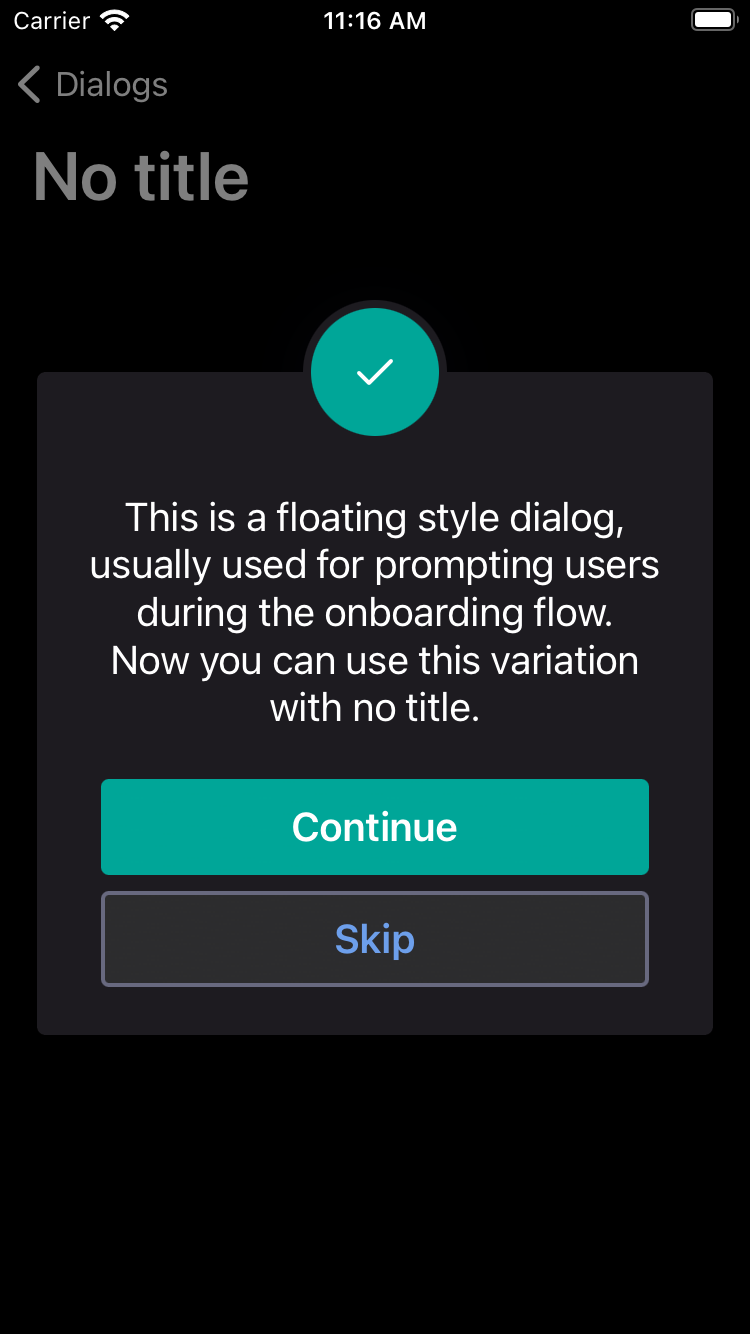 Carrier
11:16 AM
Dialogs
No title
This is a floating style dialog,
usually used for prompting users
during the onboarding flow.
Now you can use this variation
with no title.
Continue
Skip